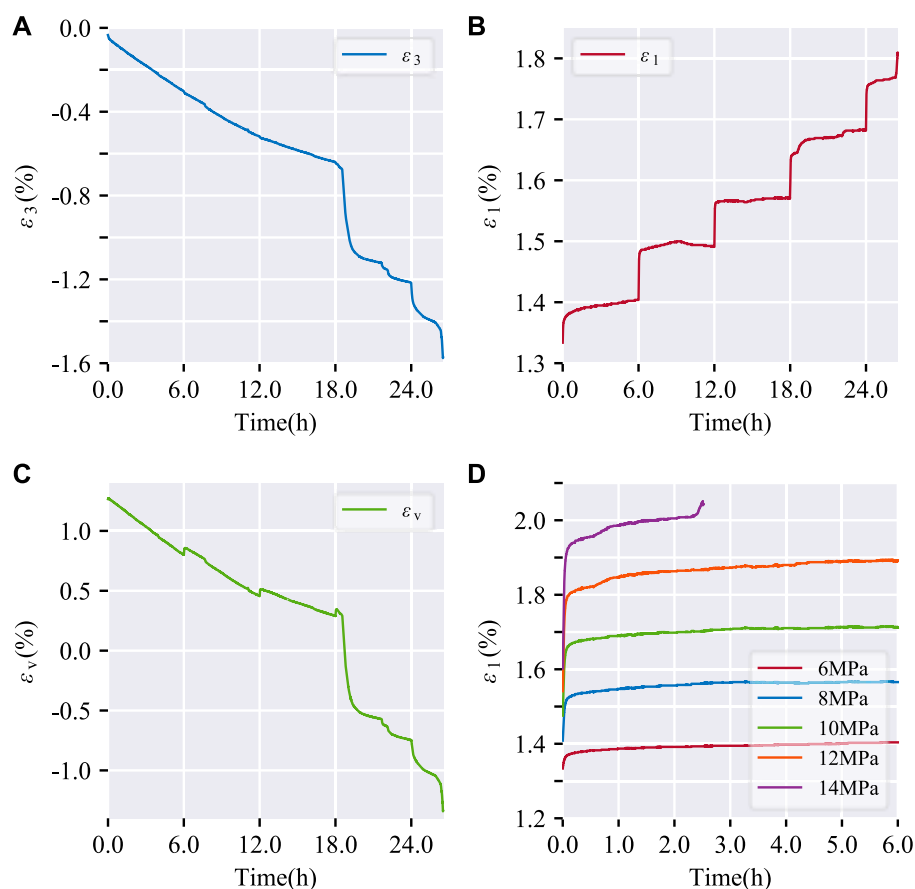 A
0.0
-0.4
-0.8
-1.2
-1.6
ε3(%)
ε3
0.0 6.0 12.0 18.0 24.0
Time(h)
B
1.8
1.7
1.6
1.5
1.4
1.3
ε1(%)
ε1
0.0 6.0 12.0 18.0 24.0
Time(h)
C
1.0
0.5
0.0
-0.5
-1.0
εv(%)
εv
0.0 6.0 12.0 18.0 24.0
Time(h)
D
2.0
1.8
1.6
1.4
1.2
ε1(%)
6MPa
8MPa
10MPa
12MPa
14MPa
0.0 1.0 2.0 3.0 4.0 5.0 6.0
Time(h)